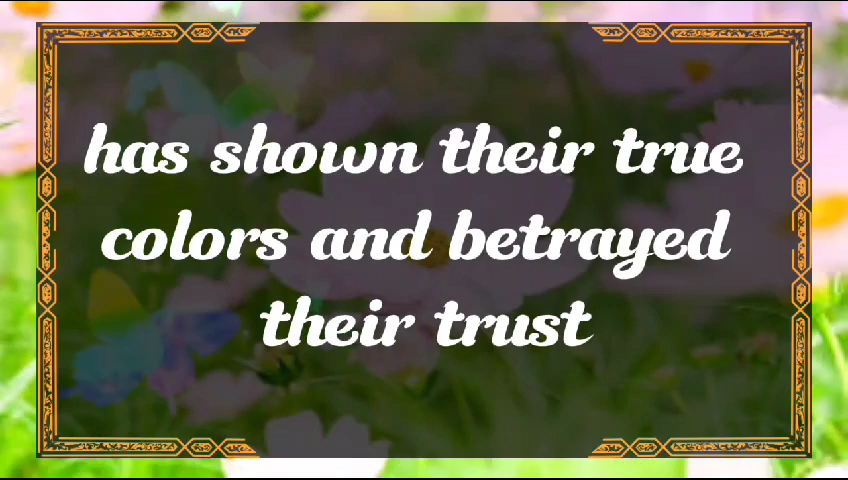 has shown their true
colors and betrayed
their trust